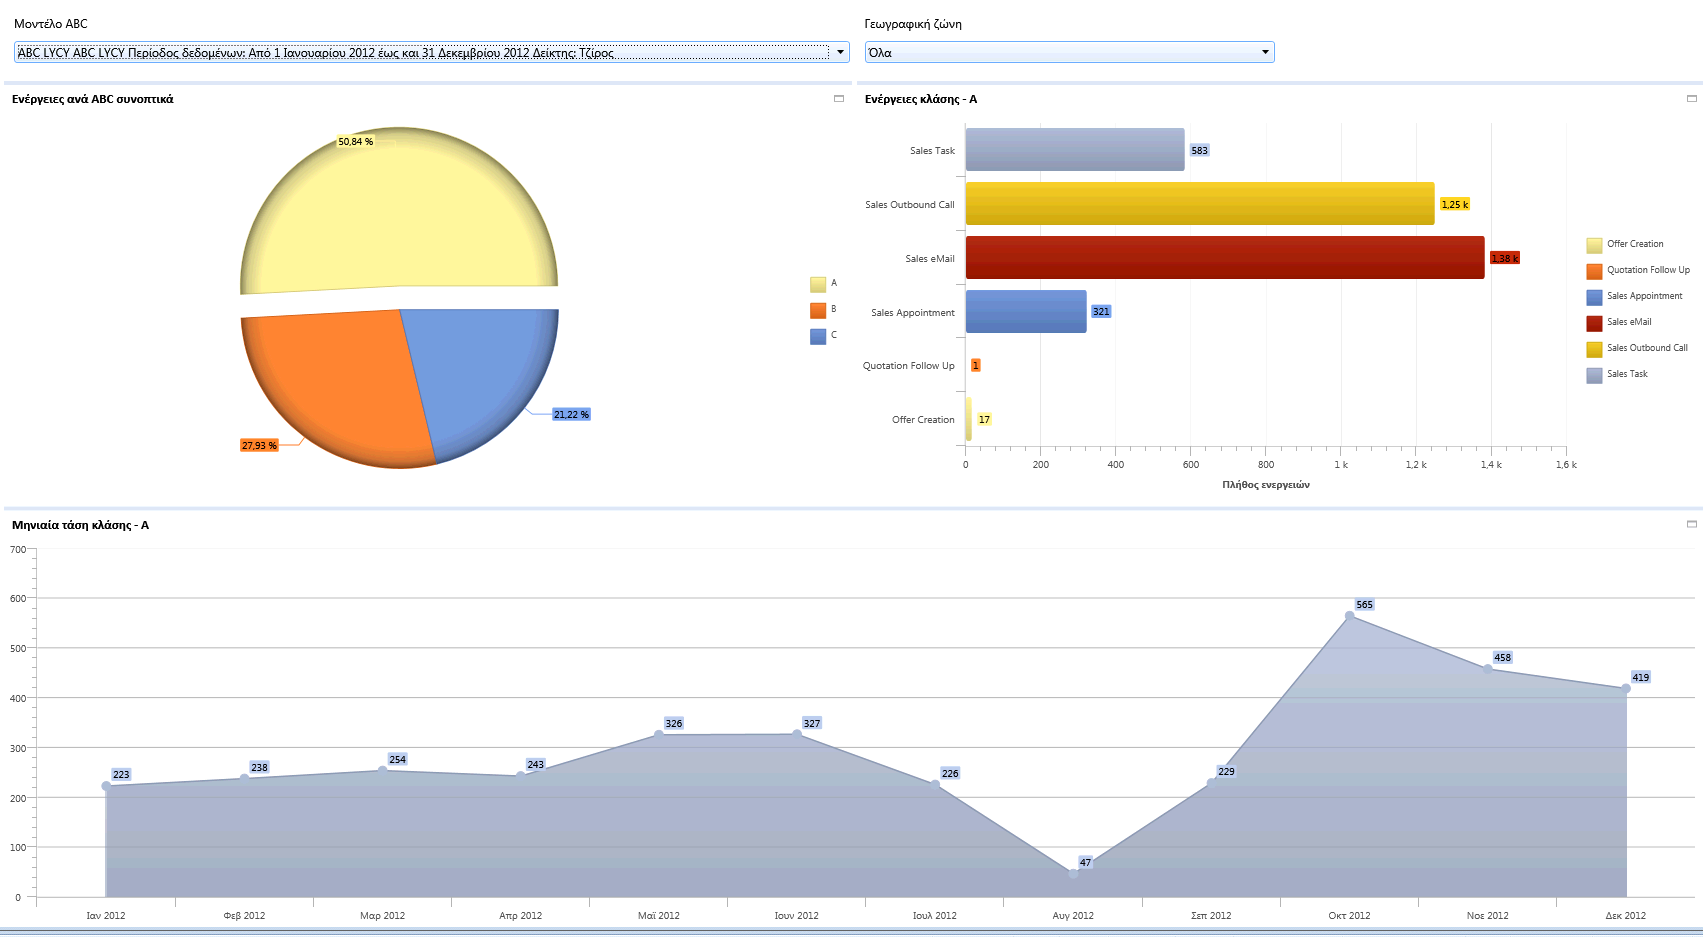 Μοντέλο ABC
ABC LYCY ABC LYCY Περίοδος δεδομένων: Από 1 Ιανουαρίου 2012 έως και 31 Δεκεμβρίου 2012 Δείκτης: Τζίρος
Γεωγραφική ζώνη
Όλα
Ενέργειες ανά ABC συνοπτικά
50,84 %
27,93 %
21,22 %
A
B
C
Ενέργειες κλάσης - A
Sales Task
583
Sales Outbound Call
1,25 k
Sales eMail
1,38 k
Sales Appointment
321
Quotation Follow Up
1
Offer Creation
17
0 200 400 600 800 1 k 1,2 k 1,4 k 1,6 k
Πλήθος ενεργειών
Offer Creation
Quotation Follow Up
Sales Appointment
Sales eMail
Sales Outbound Call
Sales Task
Μηνιαία τάση κλάσης - A
700
600
500
400
300
200
100
0
223
238
254
243
326
327
226
47
229
565
458
419
Ιαν 2012
Φεβ 2012
Μαρ 2012
Απρ 2012
Μαϊ 2012
Ιουν 2012
Ιουλ 2012
Αυγ 2012
Σεπ 2012
Οκτ 2012
Νοε 2012
Δεκ 2012